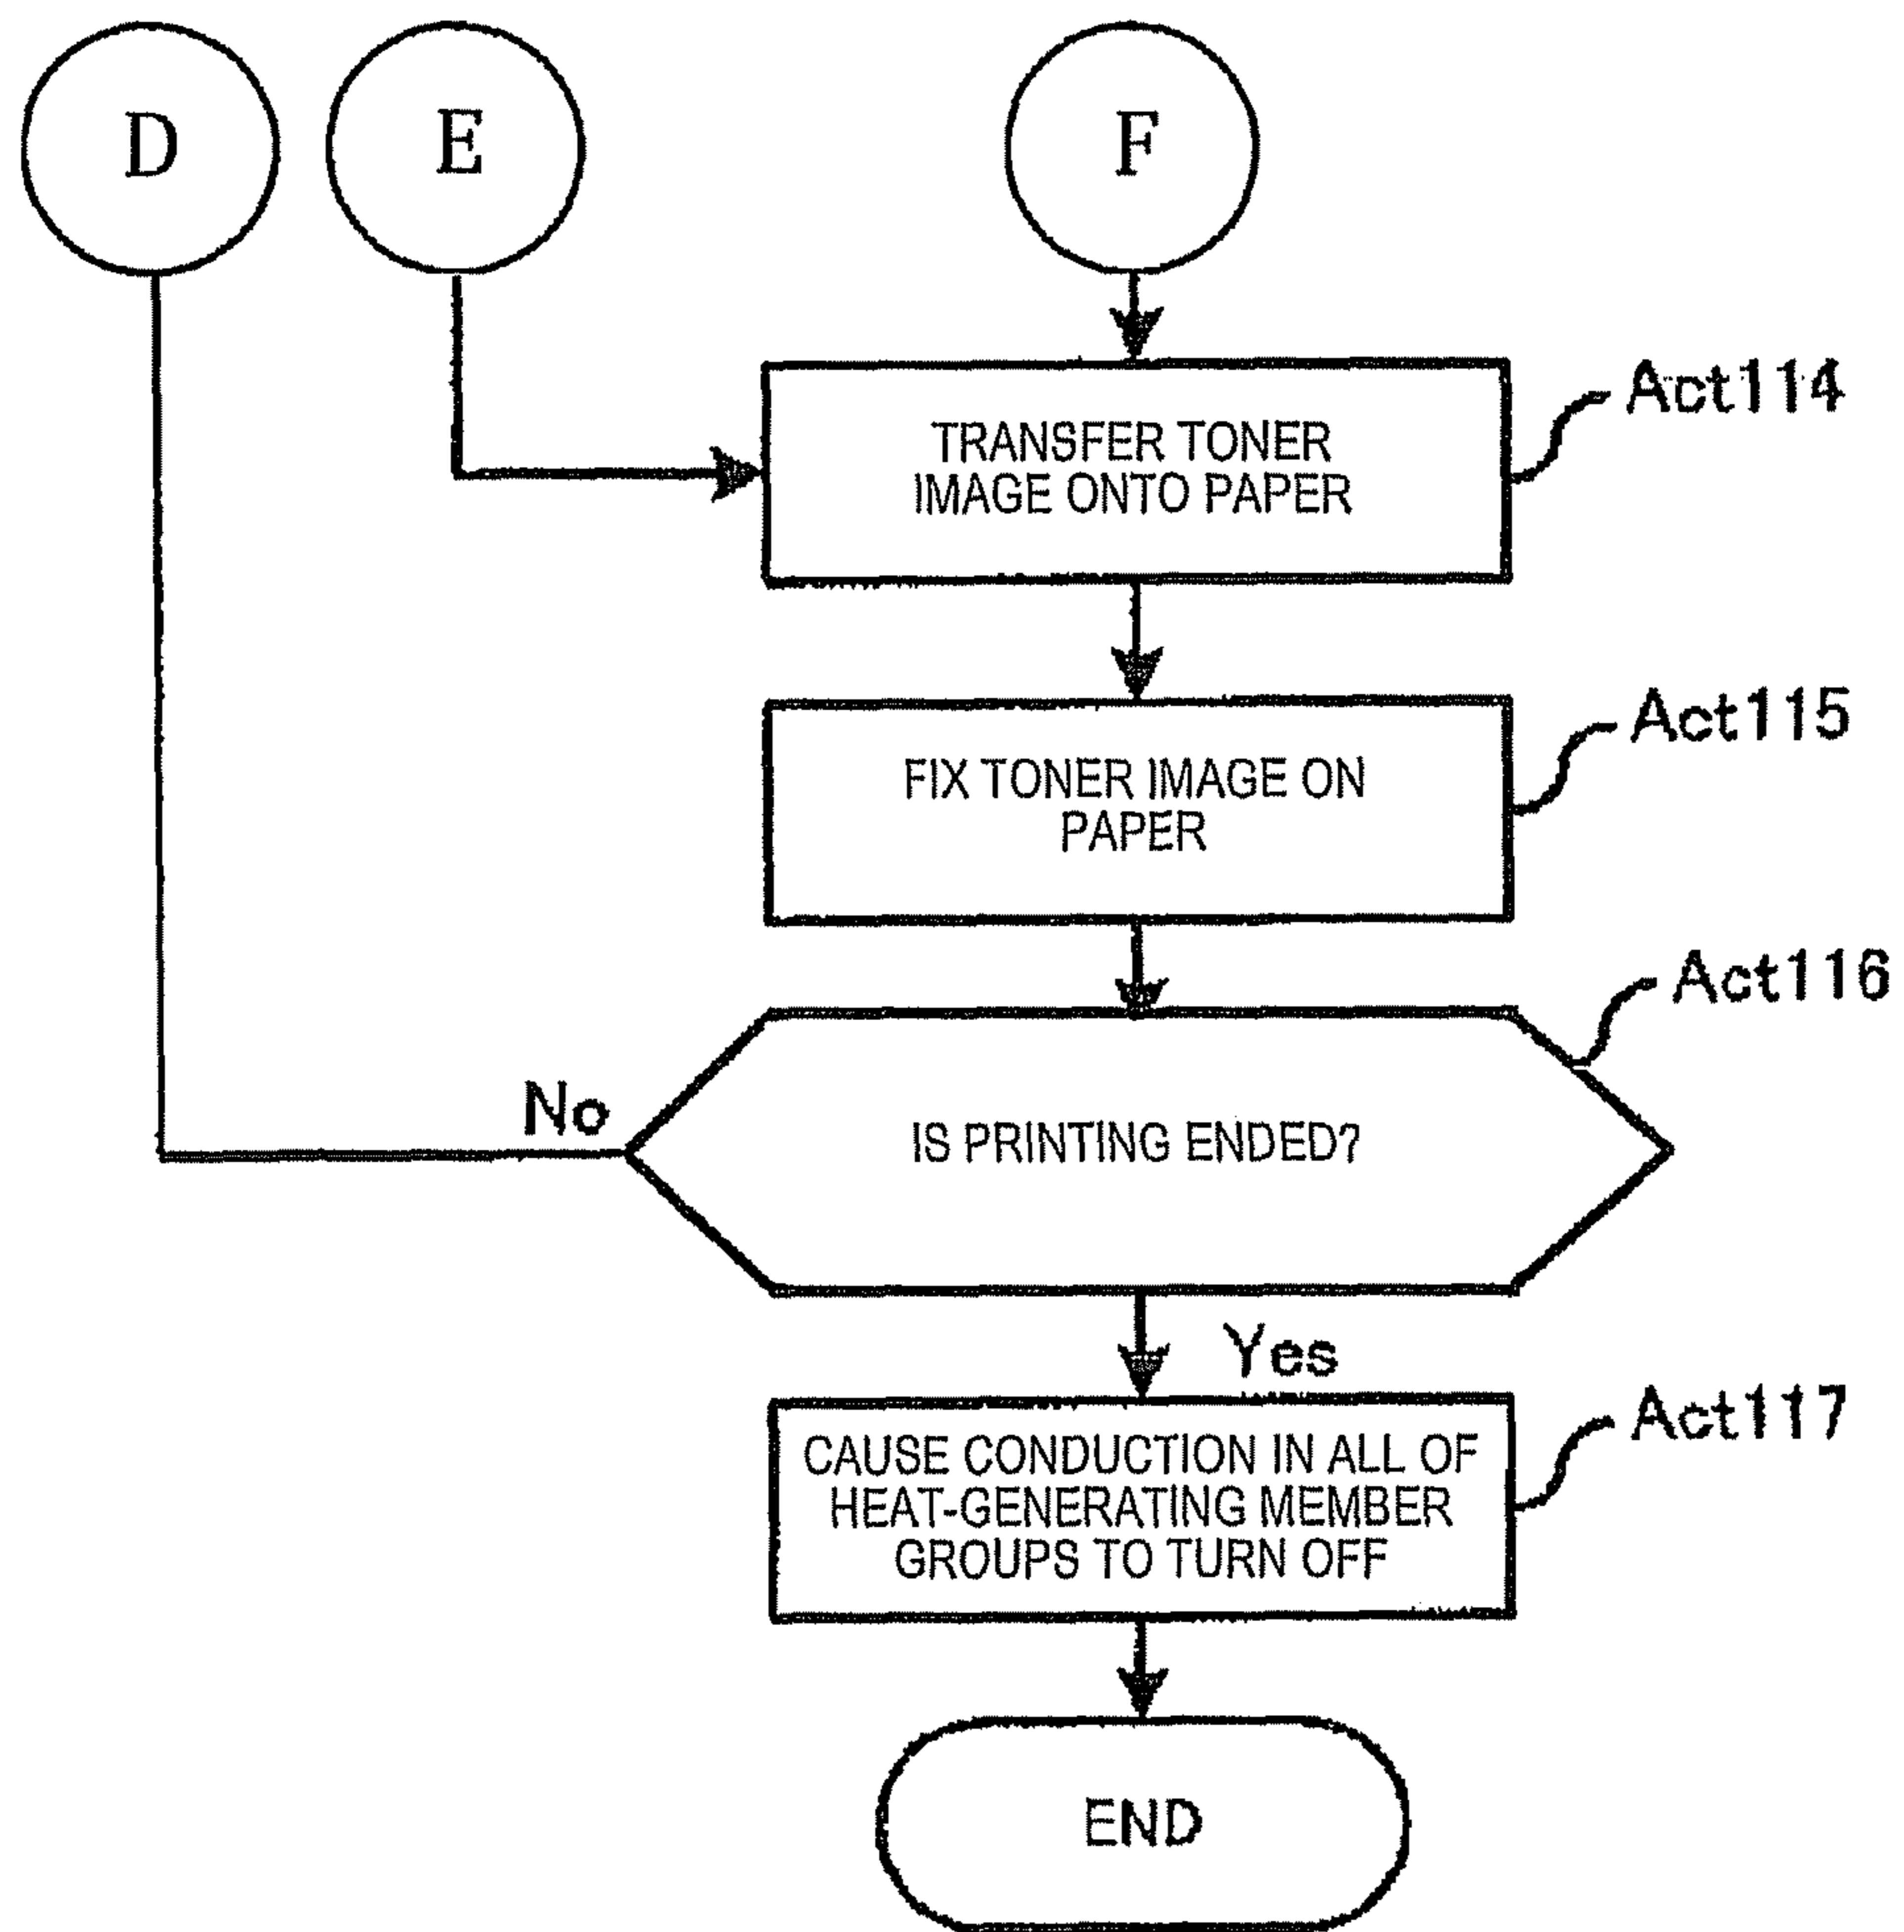 D
E
F
Act114
TRANSFER TONER
IMAGE ONTO PAPER
Act115
FIX TONER IMAGE ON
PAPER
Act116
No
IS PRINTING ENDED?
Yes
Act117
CAUSE CONDUCTION IN ALL OF
HEAT-GENERATING MEMBER
GROUPS TO TURN OFF
END